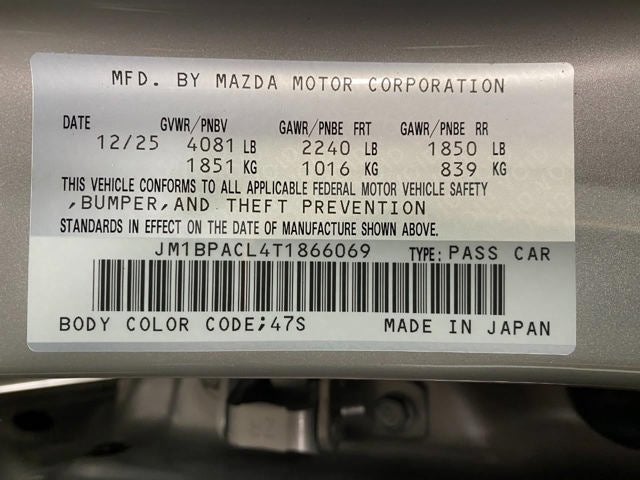 MFD. BY MAZDA MOTOR CORPORATION
DATE GVWR/PNBV GAWR/PNBE FRT GAWR/PNBE RR
12/25 4081 LB 2240 LB 1850 LB
1851 KG 1016 KG 839 KG
THIS VEHICLE CONFORMS TO ALL APPLICABLE FEDERAL MOTOR VEHICLE SAFETY
,BUMPER,AND THEFT PREVENTION
STANDARDS IN EFFECT ON THE DATE OF MANUFACTURE SHOWN ABOVE.
JM1BPACL4T1866069 TYPE: PASS CAR
BODY COLOR CODE;47S MADE IN JAPAN